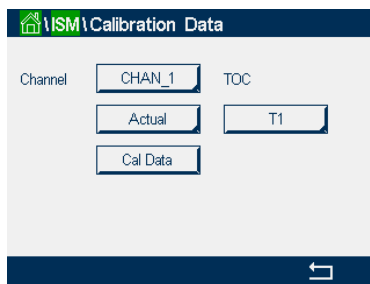 \ISM\Calibration Data
Channel CHAN_1 TOC
Actual T1
Cal Data